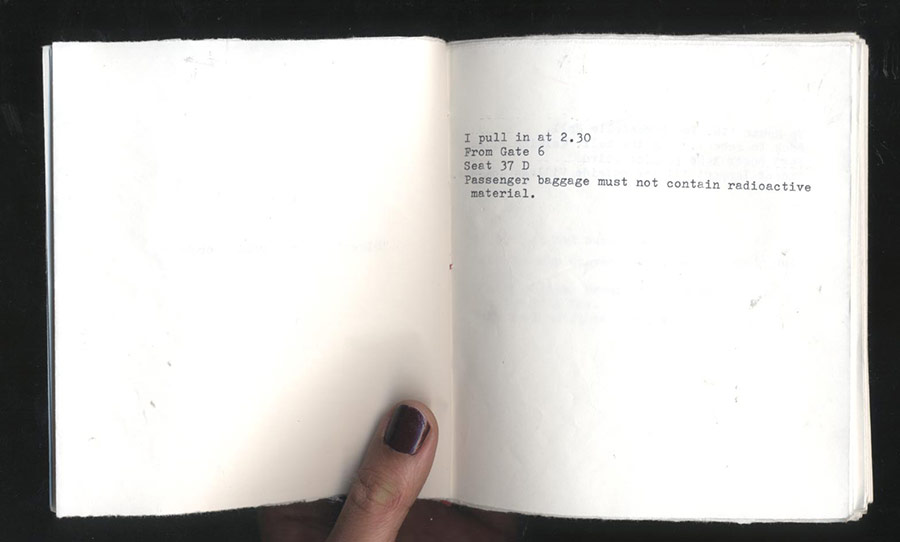 I pull in at 2.30
From Gate 6
Seat 37 D
Passenger baggage must not contain radioactive
material.